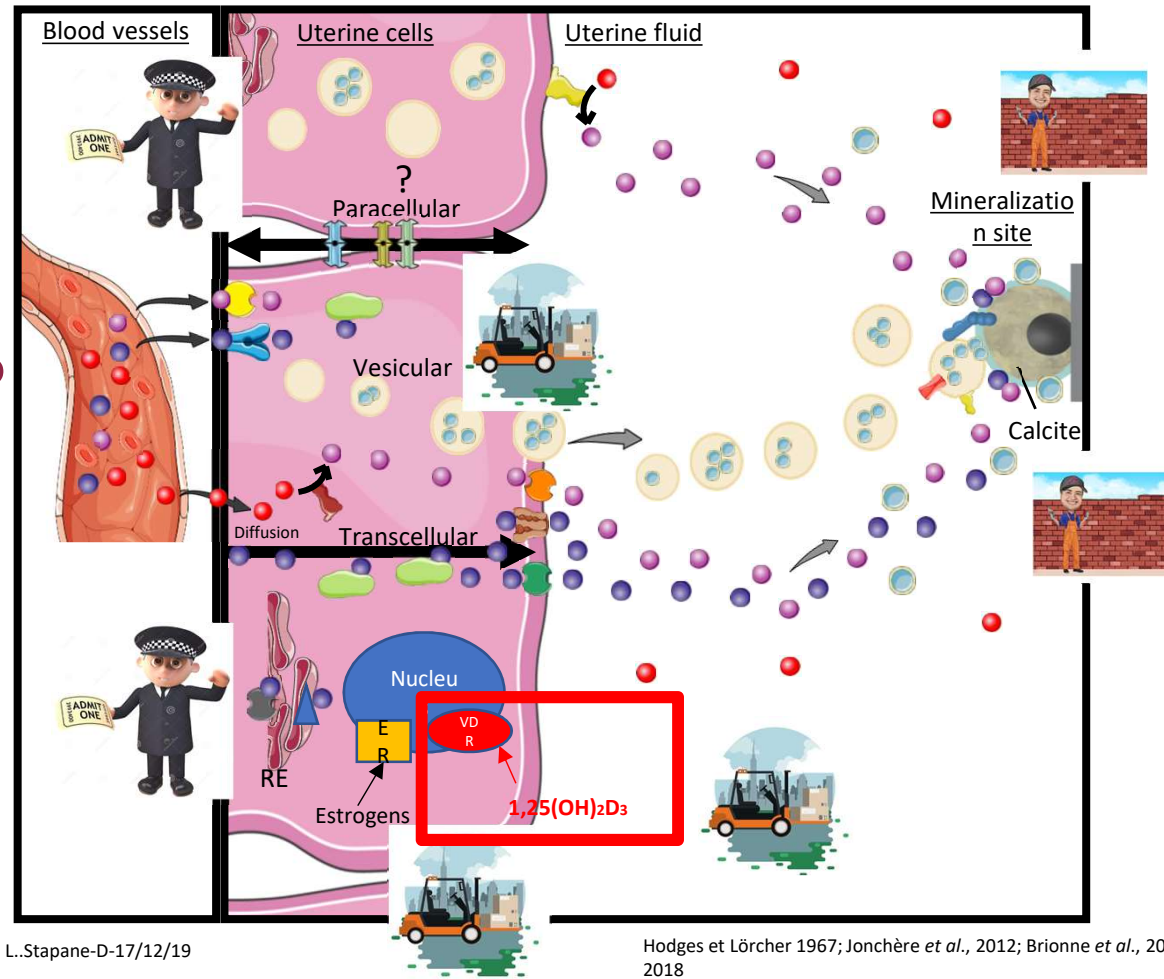 Blood vessels
Uterine cells
Uterine fluid
ADMIT
ONE
?
Paracellular
Mineralizatio
n site
Vesicular
Calcite
Diffusion
Transcellular
Nucleu
VD
R
E
R
ADMIT
ONE
RE
Estrogens
1,25(OH)₂D₃
L..Stapane-D-17/12/19
Hodges et Lörcher 1967; Jonchère et al., 2012; Brionne et al., 20
2018